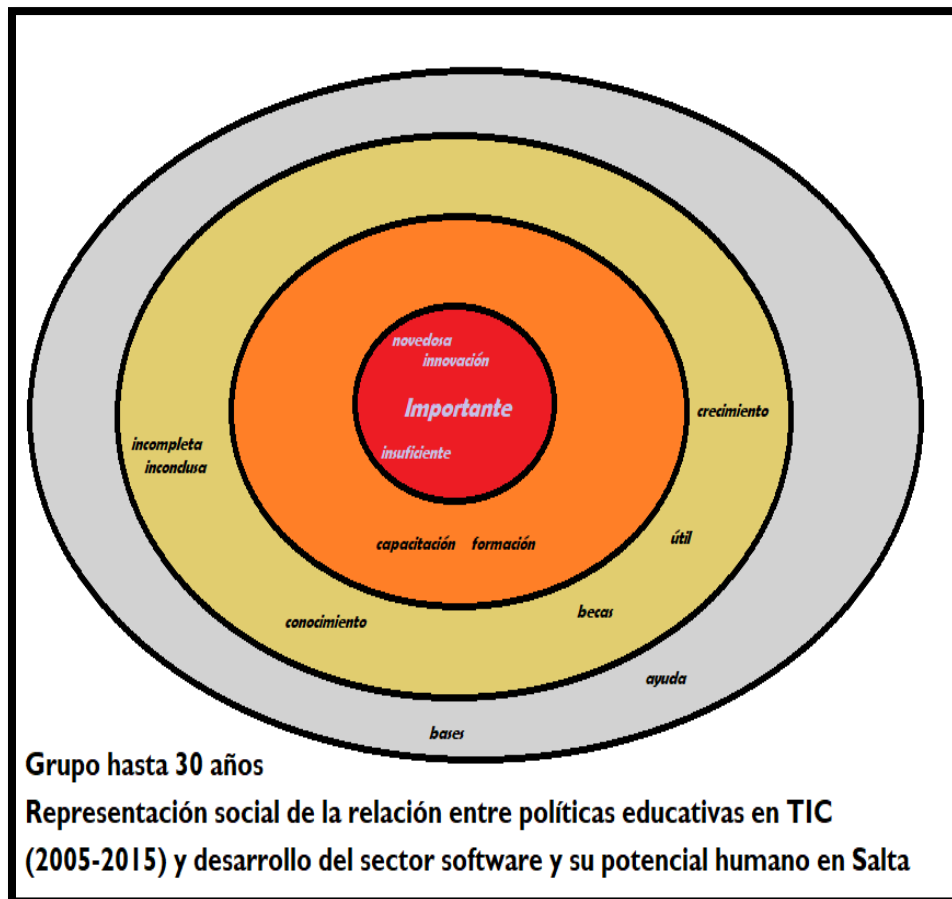 novedosa
innovación
Importante
crecimiento
incompleta
inconclusa
insuficiente
útil
capacitación formación
becas
conocimiento
ayuda
bases
Grupo hasta 30 años
Representación social de la relación entre políticas educativas en TIC
(2005-2015) y desarrollo del sector software y su potencial humano en Salta